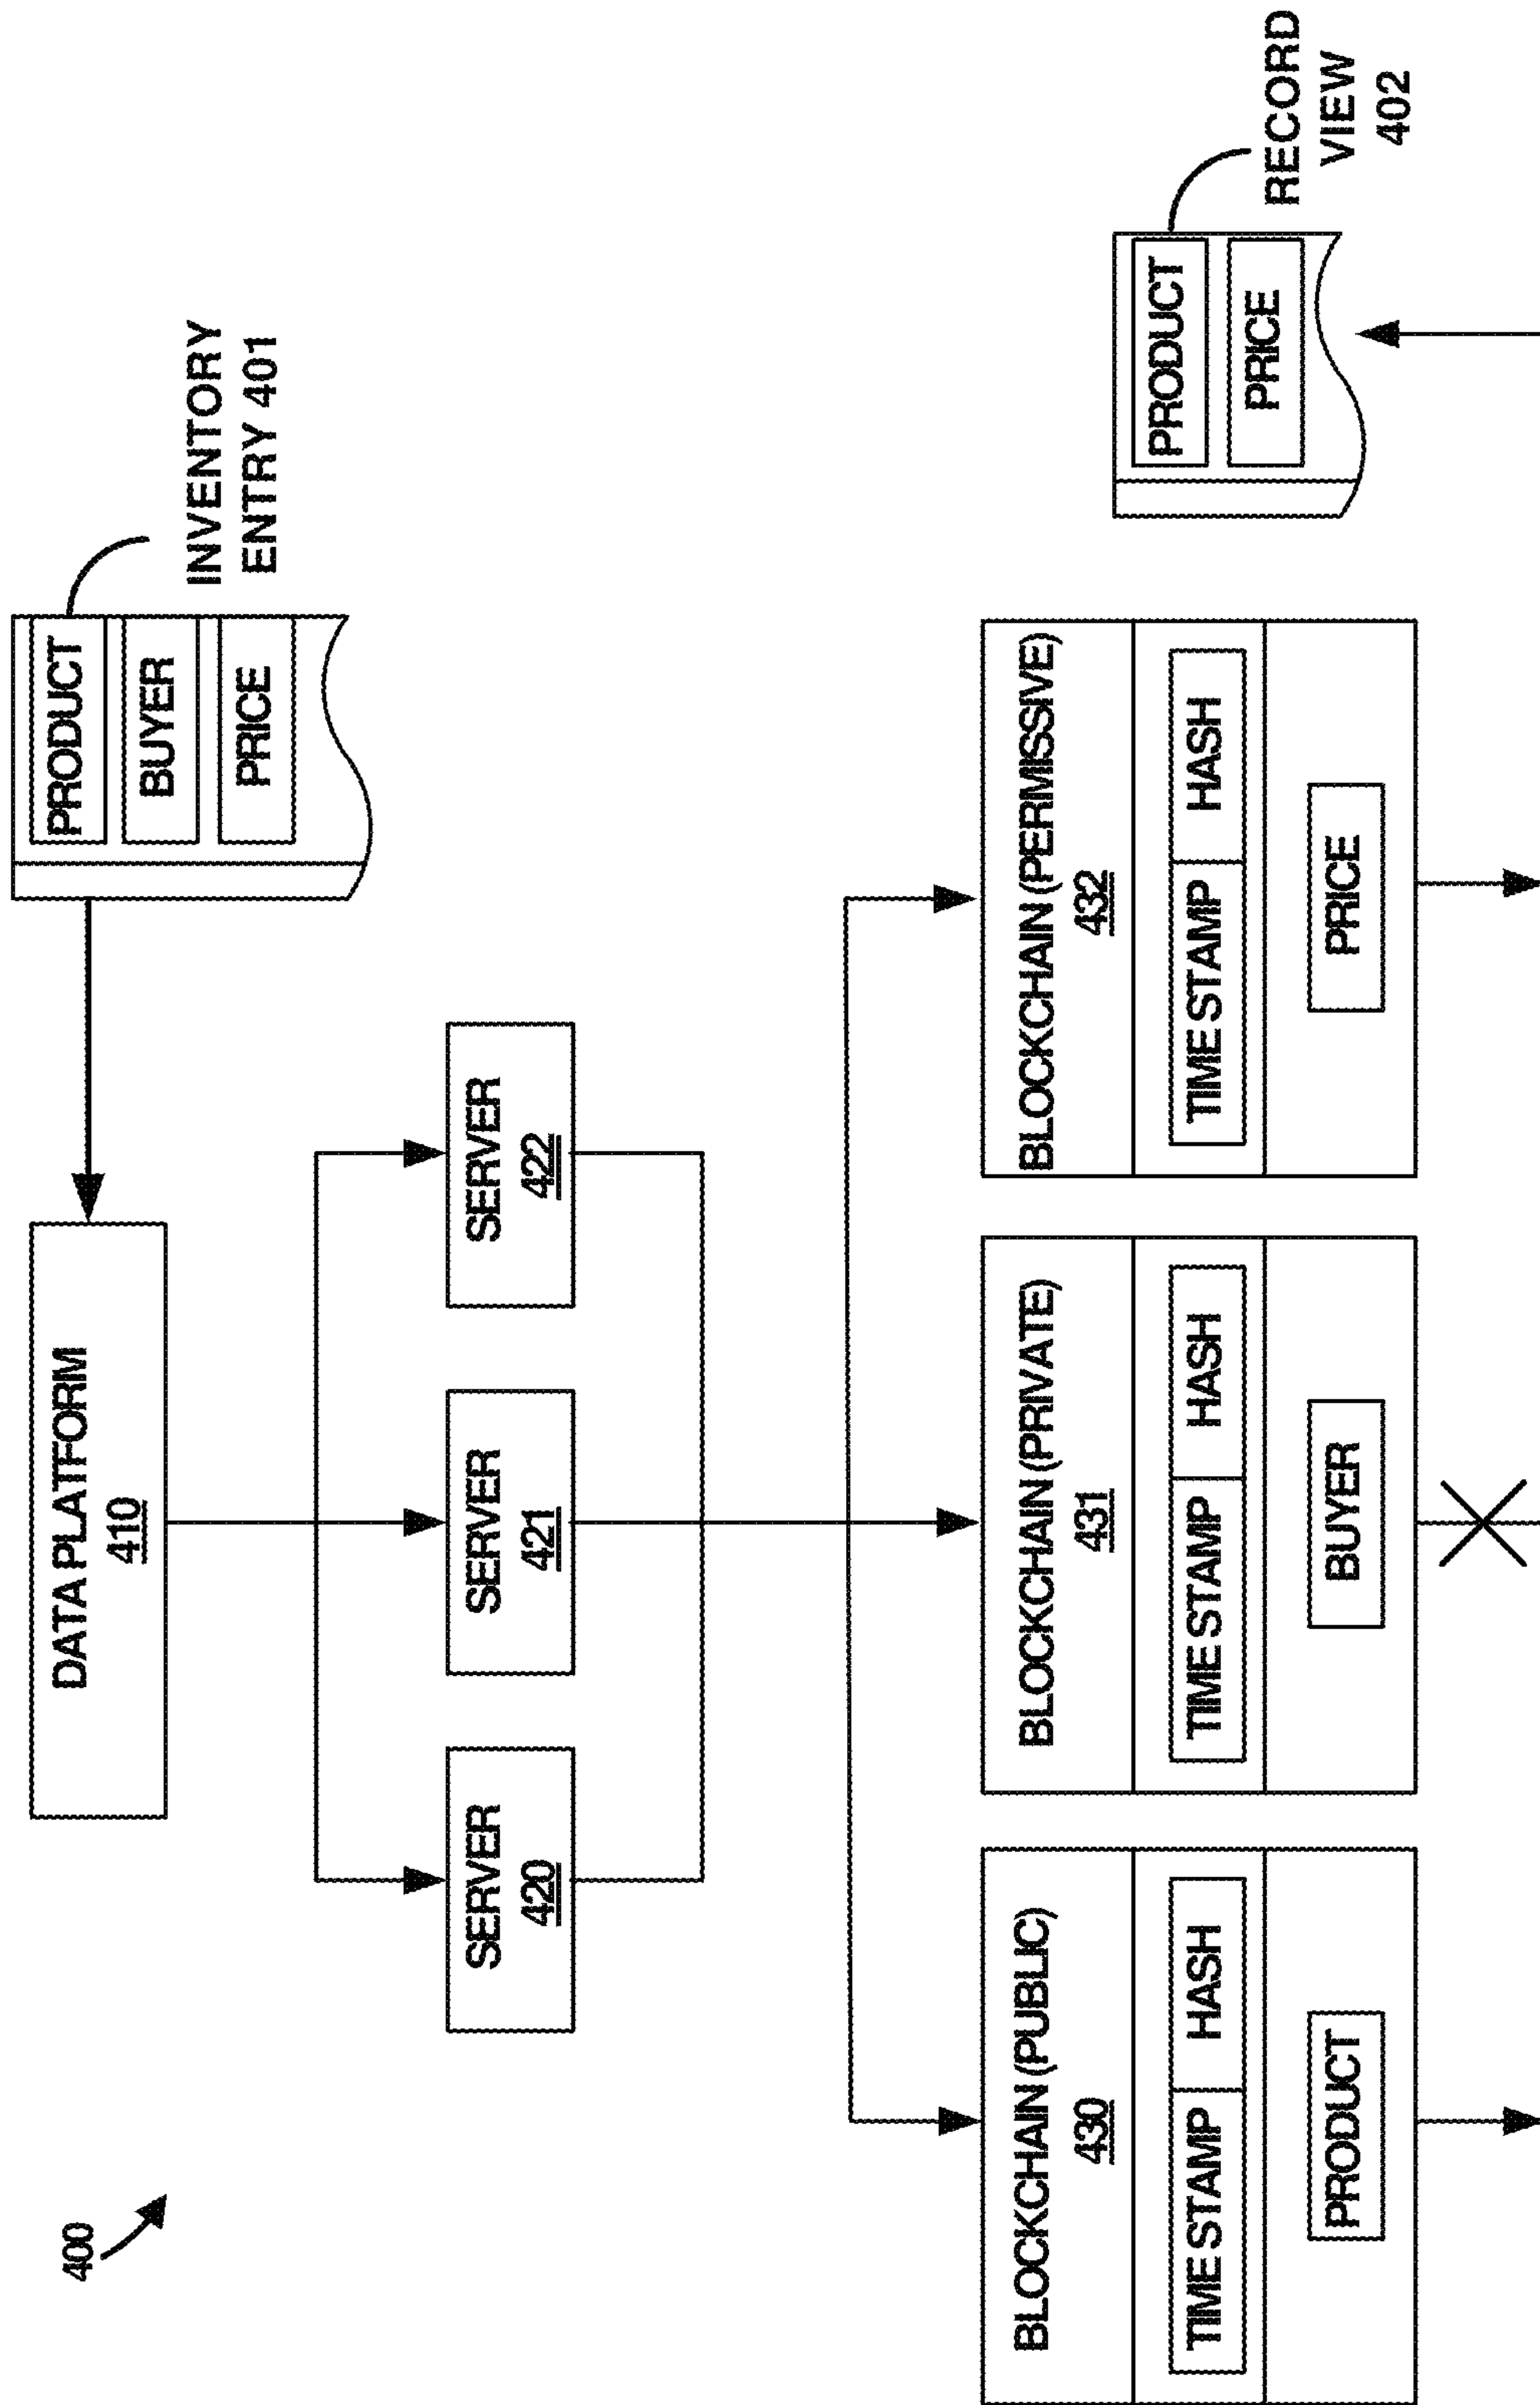 400
DATA PLATFORM
410
PRODUCT
BUYER
PRICE
INVENTORY
ENTRY 401
SERVER
420
SERVER
421
SERVER
422
BLOCKCHAIN (PUBLIC)
430
TIME STAMP HASH
PRODUCT
BLOCKCHAIN (PRIVATE)
431
TIME STAMP HASH
BUYER
BLOCKCHAIN (PERMISSIVE)
432
TIME STAMP HASH
PRICE
PRODUCT
PRICE
RECORD
VIEW
402